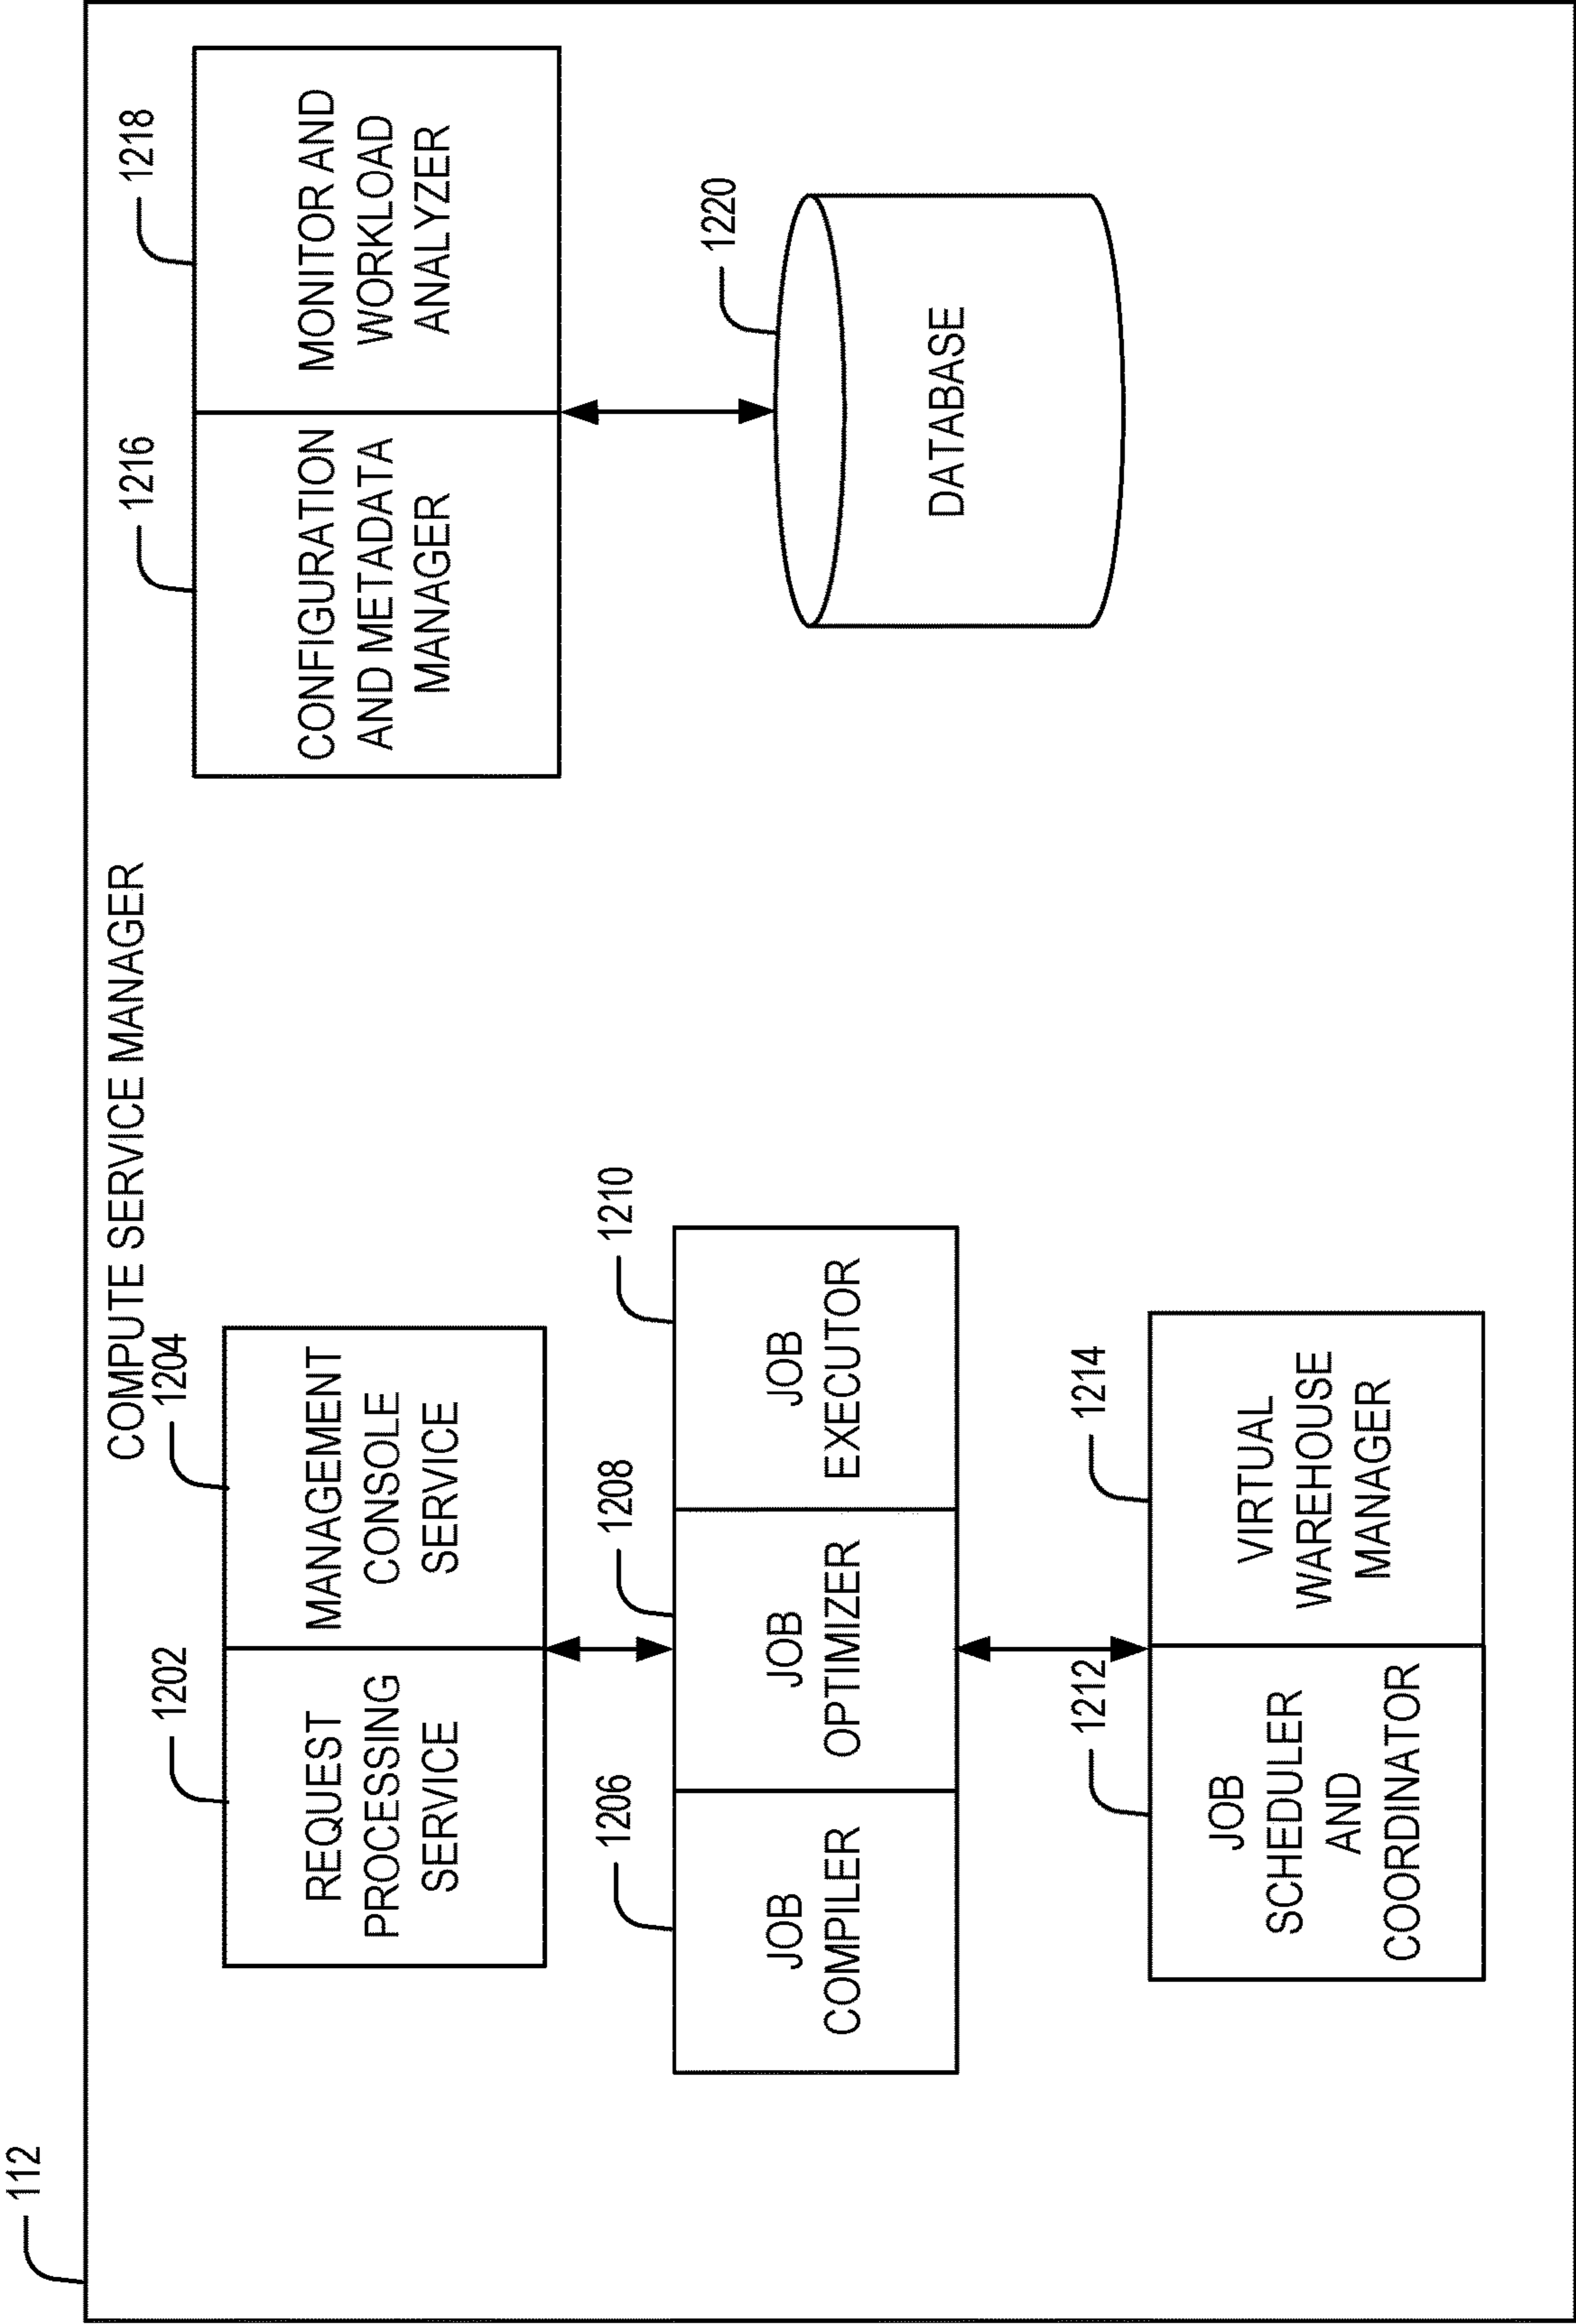 112
COMPUTE SERVICE MANAGER
1202
1204
REQUEST
PROCESSING
SERVICE
MANAGEMENT
CONSOLE
SERVICE
1206
1208
1210
JOB
COMPILER
JOB
OPTIMIZER
JOB
EXECUTOR
1212
1214
JOB
SCHEDULER
AND
COORDINATOR
VIRTUAL
WAREHOUSE
MANAGER
1216
1218
CONFIGURATION
AND METADATA
MANAGER
MONITOR AND
WORKLOAD
ANALYZER
1220
DATABASE